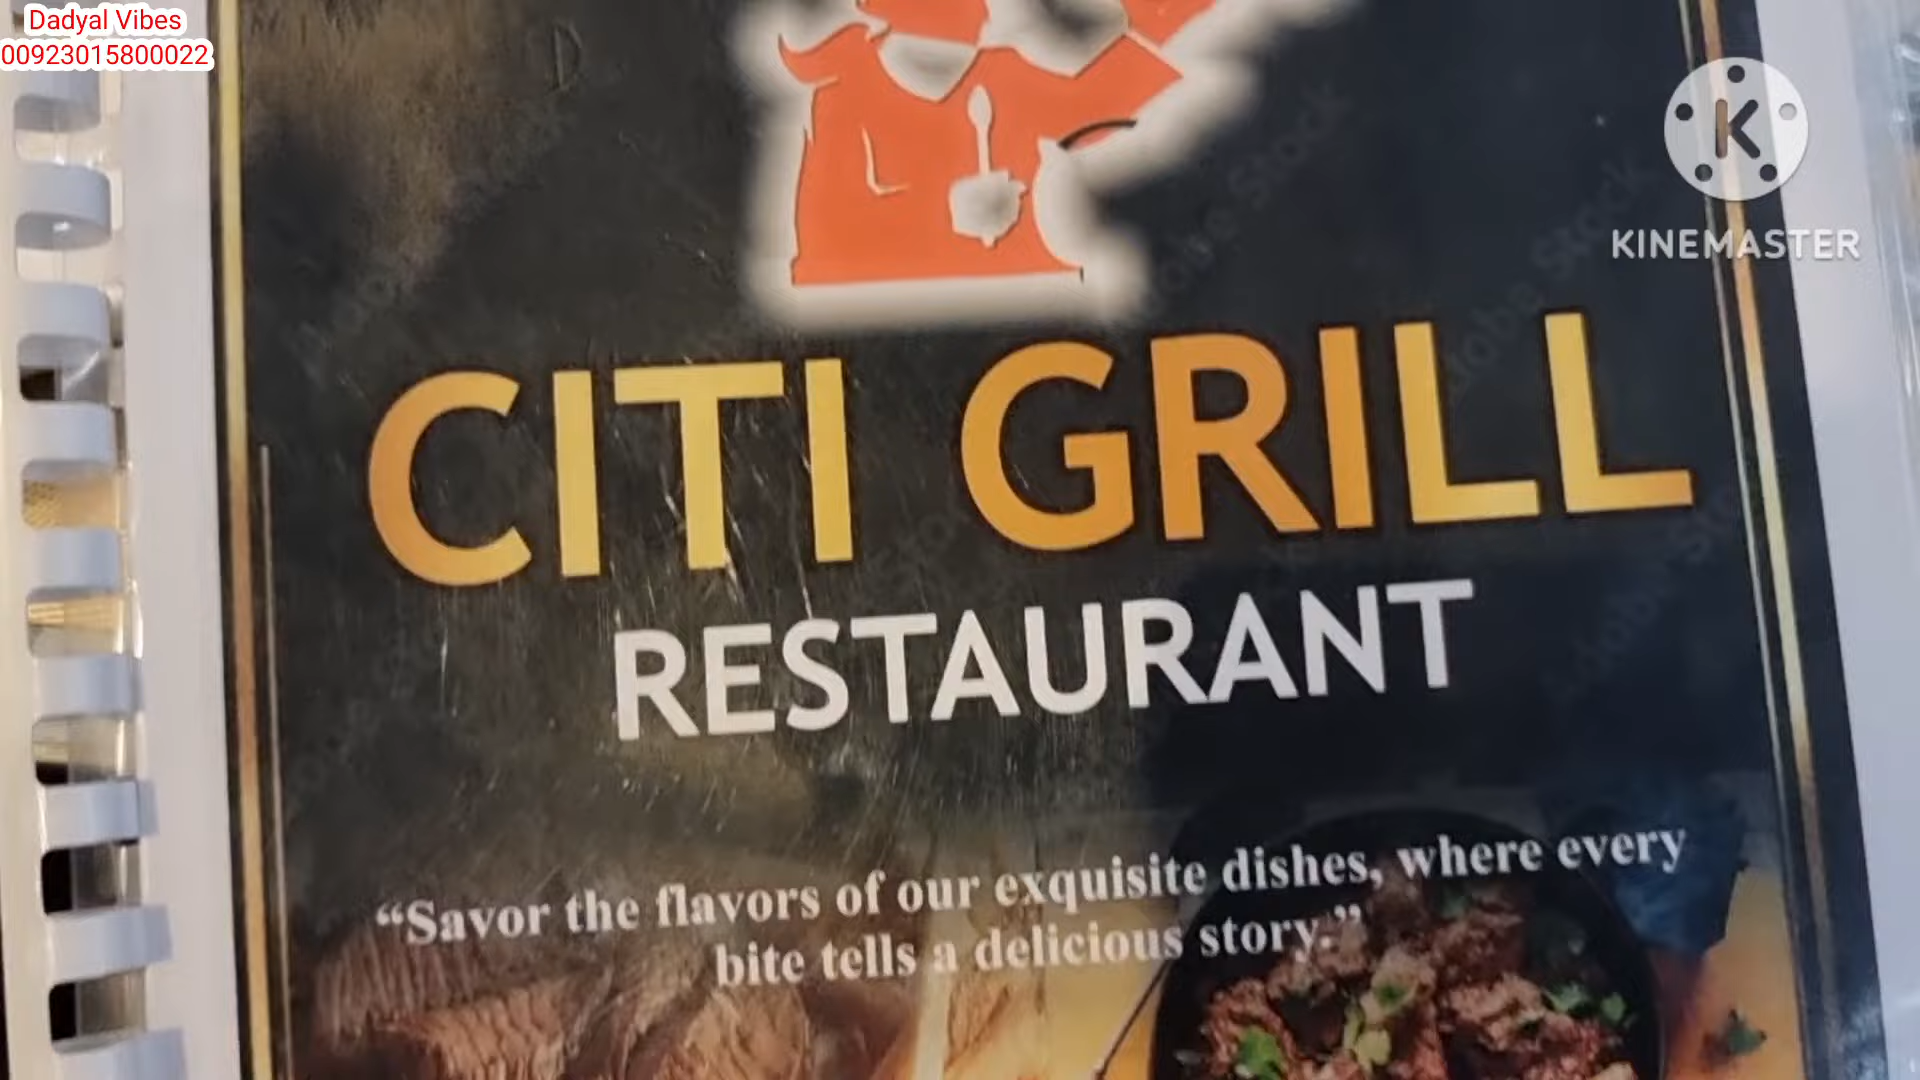 Dadyal Vibes
00923015800022
KINEMASTER
CITI GRILL
RESTAURANT
“Savor the flavors of our exquisite dishes, where every
bite tells a delicious story.”